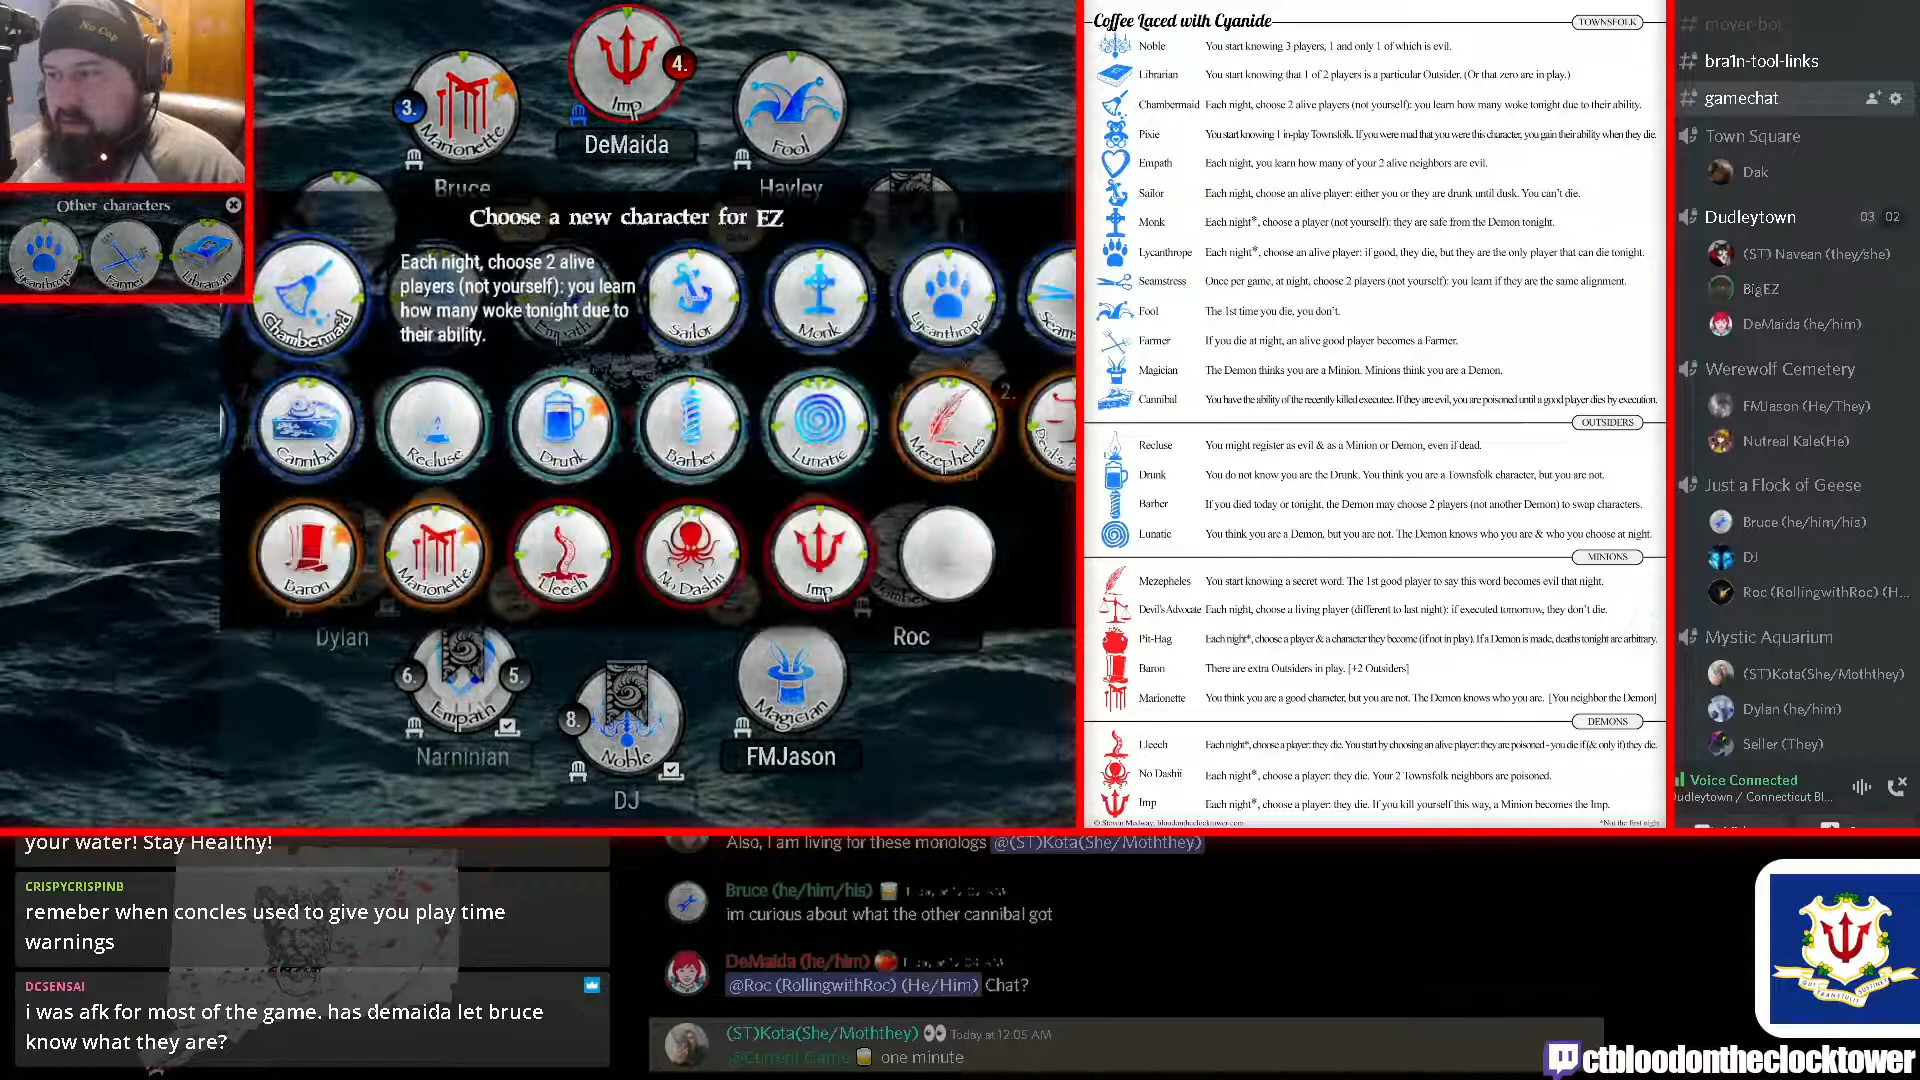 No Cap
Other characters
Lycanthrope
Farmer
Librarian
3.
Marionette
Bruce
4.
Imp
DeMaida
Fool
Hayley
Choose a new character for EZ
Each night, choose 2 alive
players (not yourself): you learn
how many woke tonight due to
their ability.
Chambermaid
Empath
Sailor
Monk
Lycanthrope
Cannibal
Recluse
Drunk
Barber
Lunatic
Mezepheles
2.
Baron
Marionette
Lleech
No Dashii
Imp
Dylan
Roc
6.
5.
Empath
Narninian
8.
Noble
DJ
Magician
FMJason
Coffee Laced with Cyanide
TOWNSFOLK
Noble You start knowing 3 players, 1 and only 1 of which is evil.
Librarian You start knowing that 1 of 2 players is a particular Outsider. (Or that zero are in play.)
Chambermaid Each night, choose 2 alive players (not yourself): you learn how many woke tonight due to their ability.
Pixie You start knowing 1 in-play Townsfolk. If you were mad that you were this character, you gain their ability when they die.
Empath Each night, you learn how many of your 2 alive neighbors are evil.
Sailor Each night, choose an alive player: either you or they are drunk until dusk. You can't die.
Monk Each night*, choose a player (not yourself): they are safe from the Demon tonight.
Lycanthrope Each night*, choose an alive player: if good, they die, but they are the only player that can die tonight.
Seamstress Once per game, at night, choose 2 players (not yourself): you learn if they are the same alignment.
Fool The 1st time you die, you don't.
Farmer If you die at night, an alive good player becomes a Farmer.
Magician The Demon thinks you are a Minion. Minions think you are a Demon.
Cannibal You have the ability of the recently killed executee. If they are evil, you are poisoned until a good player dies by execution.
OUTSIDERS
Recluse You might register as evil & as a Minion or Demon, even if dead.
Drunk You do not know you are the Drunk. You think you are a Townsfolk character, but you are not.
Barber If you died today or tonight, the Demon may choose 2 players (not another Demon) to swap characters.
Lunatic You think you are a Demon, but you are not. The Demon knows who you are & who you choose at night.
MINIONS
Mezepheles You start knowing a secret word. The 1st good player to say this word becomes evil that night.
Devil's Advocate Each night, choose a living player (different to last night): if executed tomorrow, they don't die.
Pit-Hag Each night*, choose a player & a character they become (if not in play). If a Demon is made, deaths tonight are arbitrary.
Baron There are extra Outsiders in play. [+2 Outsiders]
Marionette You think you are a good character, but you are not. The Demon knows who you are. [You neighbor the Demon]
DEMONS
Lleech Each night*, choose a player: they die. You start by choosing an alive player: they are poisoned - you die if (& only if) they die.
No Dashii Each night*, choose a player: they die. Your 2 Townsfolk neighbors are poisoned.
Imp Each night*, choose a player: they die. If you kill yourself this way, a Minion becomes the Imp.
© Steven Medway, bloodontheclocktower.com
*Not the first night
mover-bot
bra1n-tool-links
gamechat
Town Square
Dak
Dudleytown 03 02
(ST) Navean (they/she)
BigEZ
DeMaida (he/him)
Werewolf Cemetery
FMJason (He/They)
Nutreal Kale(He)
Just a Flock of Geese
Bruce (he/him/his)
DJ
Roc (RollingwithRoc) (H...
Mystic Aquarium
(ST)Kota(She/Moththey)
Dylan (he/him)
Seller (They)
Voice Connected
Dudleytown / Connecticut Bl...
your water! Stay Healthy!
CRISPYCRISPINB
remeber when concles used to give you play time
warnings
DCSENSAI
i was afk for most of the game. has demaida let bruce
know what they are?
Also, I am living for these monologs @(ST)Kota(She/Moththey)
Bruce (he/him/his)
im curious about what the other cannibal got
DeMaida (he/him)
@Roc (RollingwithRoc) (He/Him) Chat?
(ST)Kota(She/Moththey) Today at 12:05 AM
@Current Game one minute
QUI TRANSTULIT SUSTINET
ctbloodontheclocktower